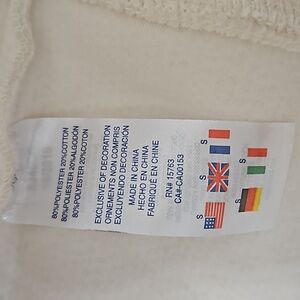 80%POLYESTER 20%COTTON
80%POLIESTER 20%ALGODÓN
80%POLYESTER 20%COTON
EXCLUSIVE OF DECORATION
ORNEMENTS NON COMPRIS
EXCLUYENDO DECORACIÓN
MADE IN CHINA
HECHO EN CHINA
FABRIQUÉ EN CHINE
RN# 15763
CA#-CA00153
S
S
S
S
S